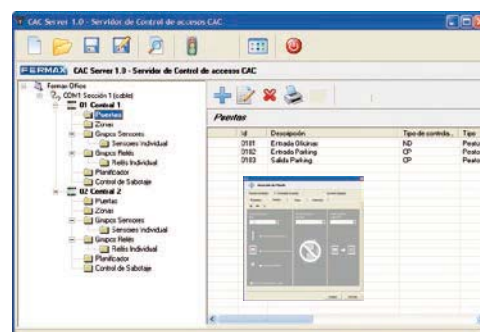 CAC Server 1.0 - Servidor de Control de accesos CAC
FERMAX CAC Server 1.0 - Servidor de Control de accesos CAC
Fermax Office
COM1: Sección 1 (cable)
01 Central 1
Puertas
Zonas
Grupos Sensores
Sensores Individual
Grupos Relés
Relés Individual
Planificador
Control de Sabotaje
02 Central 2
Puertas
Zonas
Grupos Sensores
Sensores Individual
Grupos Relés
Relés Individual
Planificador
Control de Sabotaje
Puertas
Id Descripción Tipo de controla... Tipo
0101 Entrada Oficinas ND
0102 Entrada Parking CP
0103 Salida Parking CP